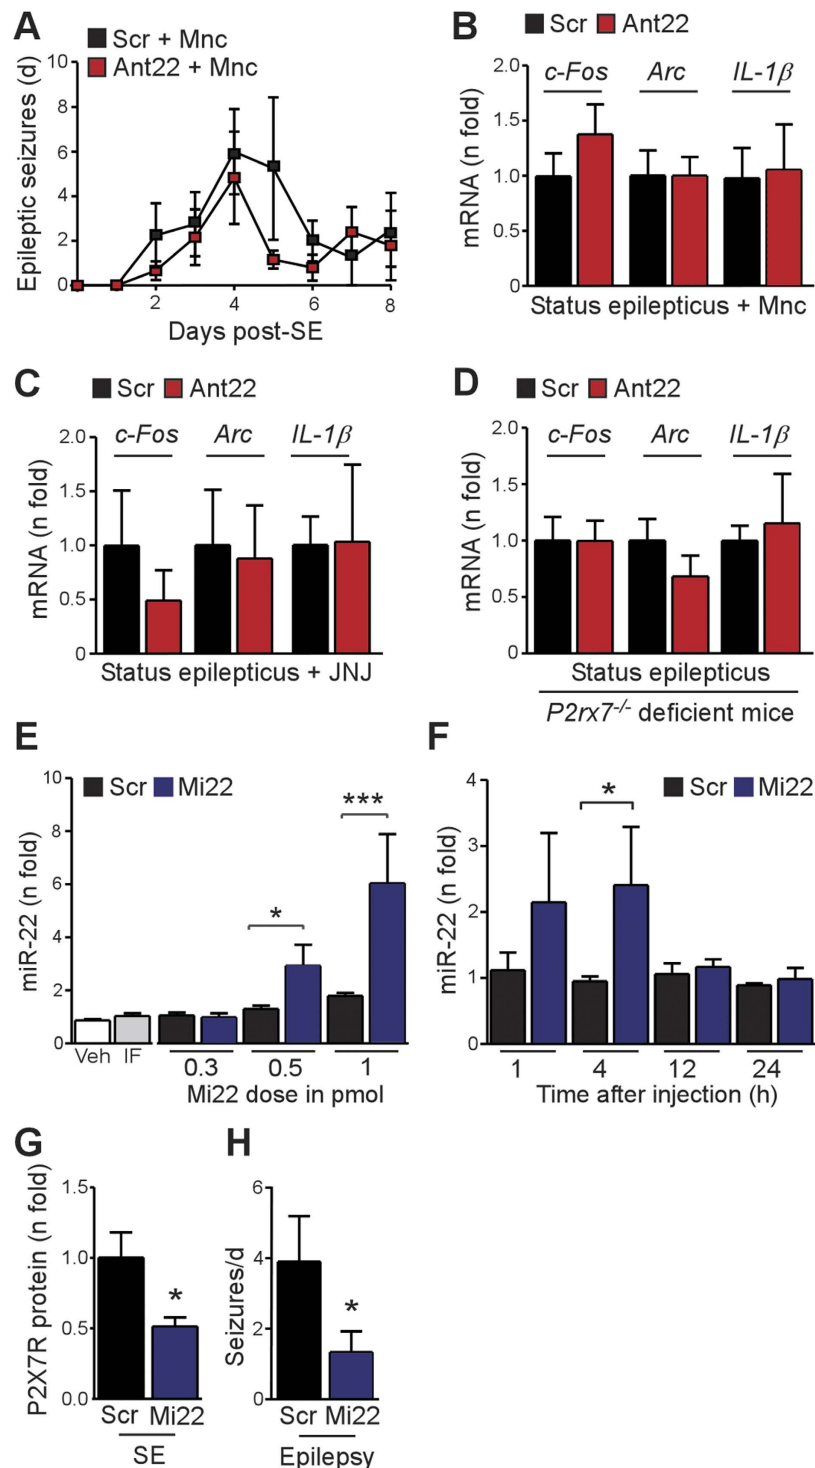 A
Scr + Mnc
Ant22 + Mnc
Epileptic seizures (d)
10
8
6
4
2
0
2 4 6 8
Days post-SE
B
Scr Ant22
c-Fos Arc IL-1β
mRNA (n fold)
2.0
1.5
1.0
0.5
0
Status epilepticus + Mnc
C
Scr Ant22
c-Fos Arc IL-1β
mRNA (n fold)
2.0
1.5
1.0
0.5
0
Status epilepticus + JNJ
D
Scr Ant22
c-Fos Arc IL-1β
mRNA (n fold)
2.0
1.5
1.0
0.5
0
Status epilepticus
P2rx7-/- deficient mice
E
Scr Mi22
miR-22 (n fold)
10
8
6
4
2
0
*
***
Veh IF 0.3 0.5 1
Mi22 dose in pmol
F
Scr Mi22
miR-22 (n fold)
4
3
2
1
0
*
1 4 12 24
Time after injection (h)
G
P2X7R protein (n fold)
1.5
1.0
0.5
0.0
*
Scr Mi22
SE
H
Seizures/d
6
4
2
0
*
Scr Mi22
Epilepsy